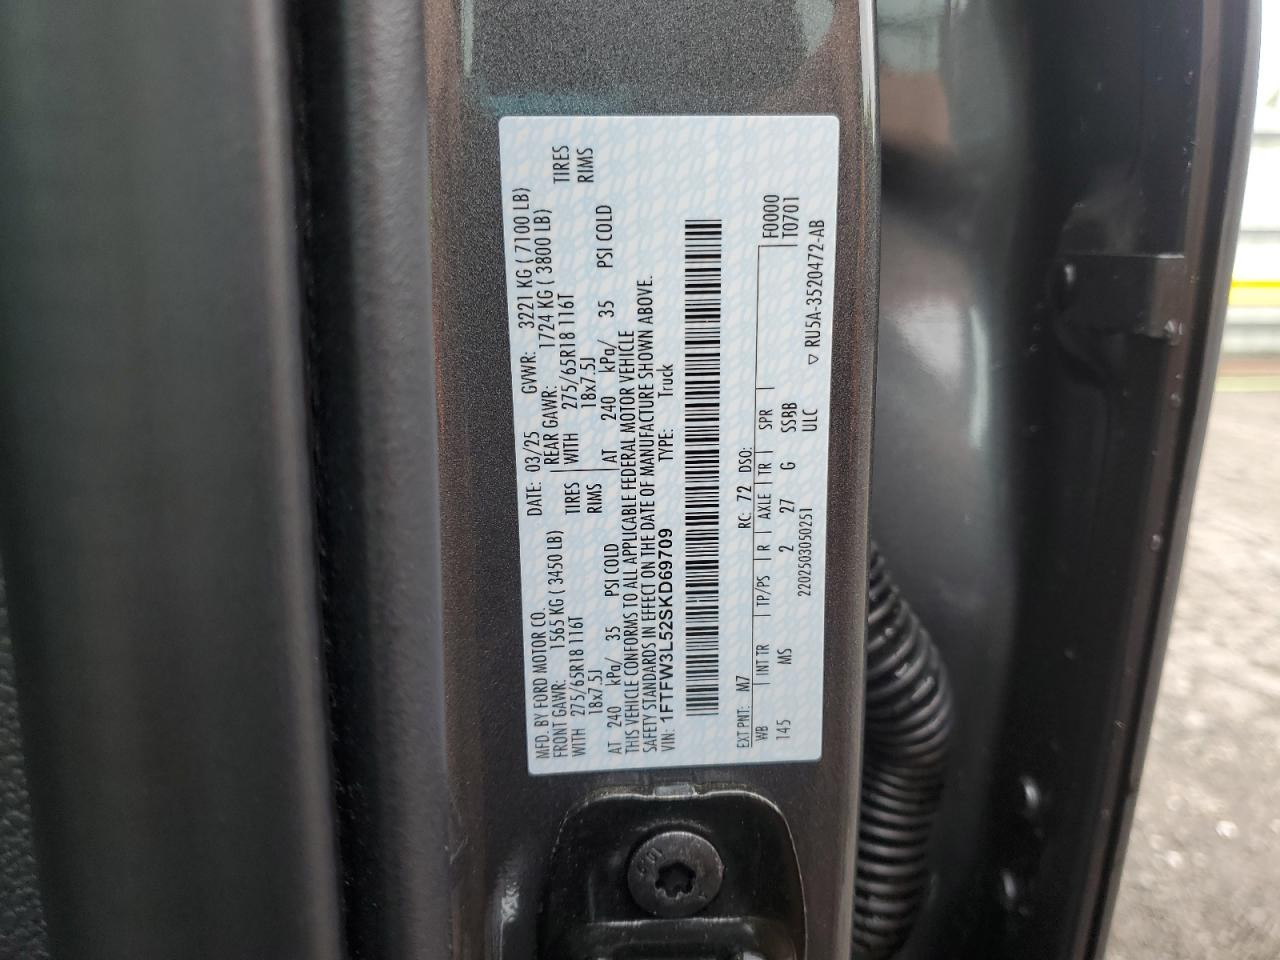 MFD. BY FORD MOTOR CO.
DATE: 03/25 GVWR: 3221 KG ( 7100 LB)
FRONT GAWR: 1565 KG ( 3450 LB)
REAR GAWR: 1724 KG ( 3800 LB)
WITH 275/65R18 116T TIRES
WITH 275/65R18 116T TIRES
18x7.5J RIMS
18x7.5J RIMS
AT 240 kPa/ 35 PSI COLD
AT 240 kPa/ 35 PSI COLD
THIS VEHICLE CONFORMS TO ALL APPLICABLE FEDERAL MOTOR VEHICLE
SAFETY STANDARDS IN EFFECT ON THE DATE OF MANUFACTURE SHOWN ABOVE.
VIN: 1FTFW3L52SKD69709 TYPE: Truck
EXT PNT: M7 RC: 72 DSO: F0000
WB INT TR TP/PS R AXLE TR SPR T0701
145 MS 2 27 G SSBB
2202503050251 ULC ▽ RU5A-3520472-AB